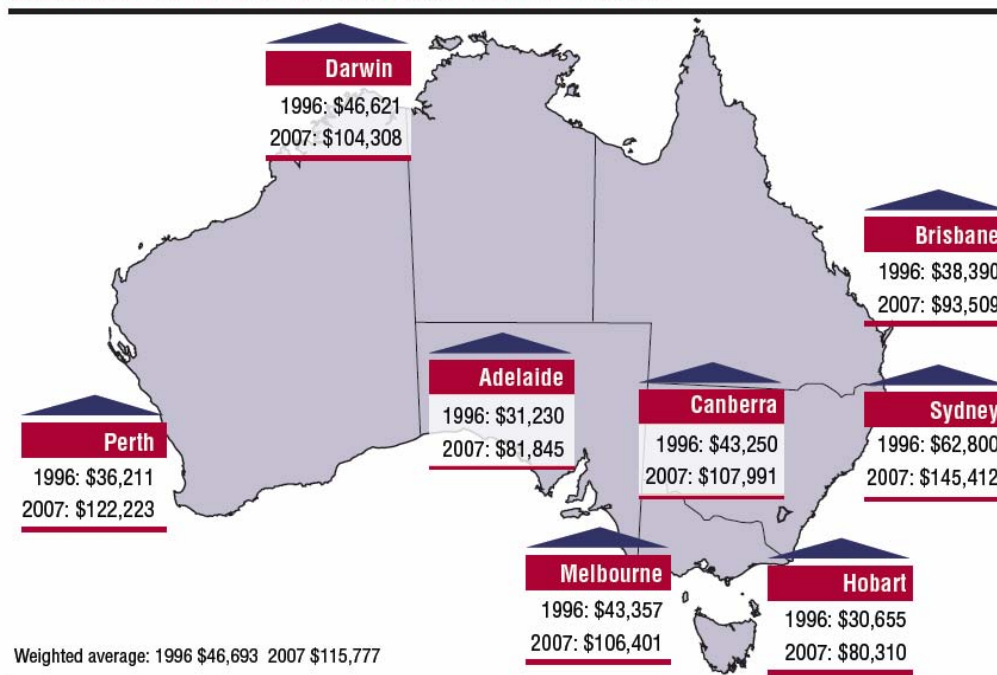 Darwin
1996: $46,621
2007: $104,308
Brisbane
1996: $38,390
2007: $93,509
Adelaide
1996: $31,230
2007: $81,845
Canberra
1996: $43,250
2007: $107,991
Sydney
1996: $62,800
2007: $145,412
Perth
1996: $36,211
2007: $122,223
Melbourne
1996: $43,357
2007: $106,401
Hobart
1996: $30,655
2007: $80,310
Weighted average: 1996 $46,693 2007 $115,777